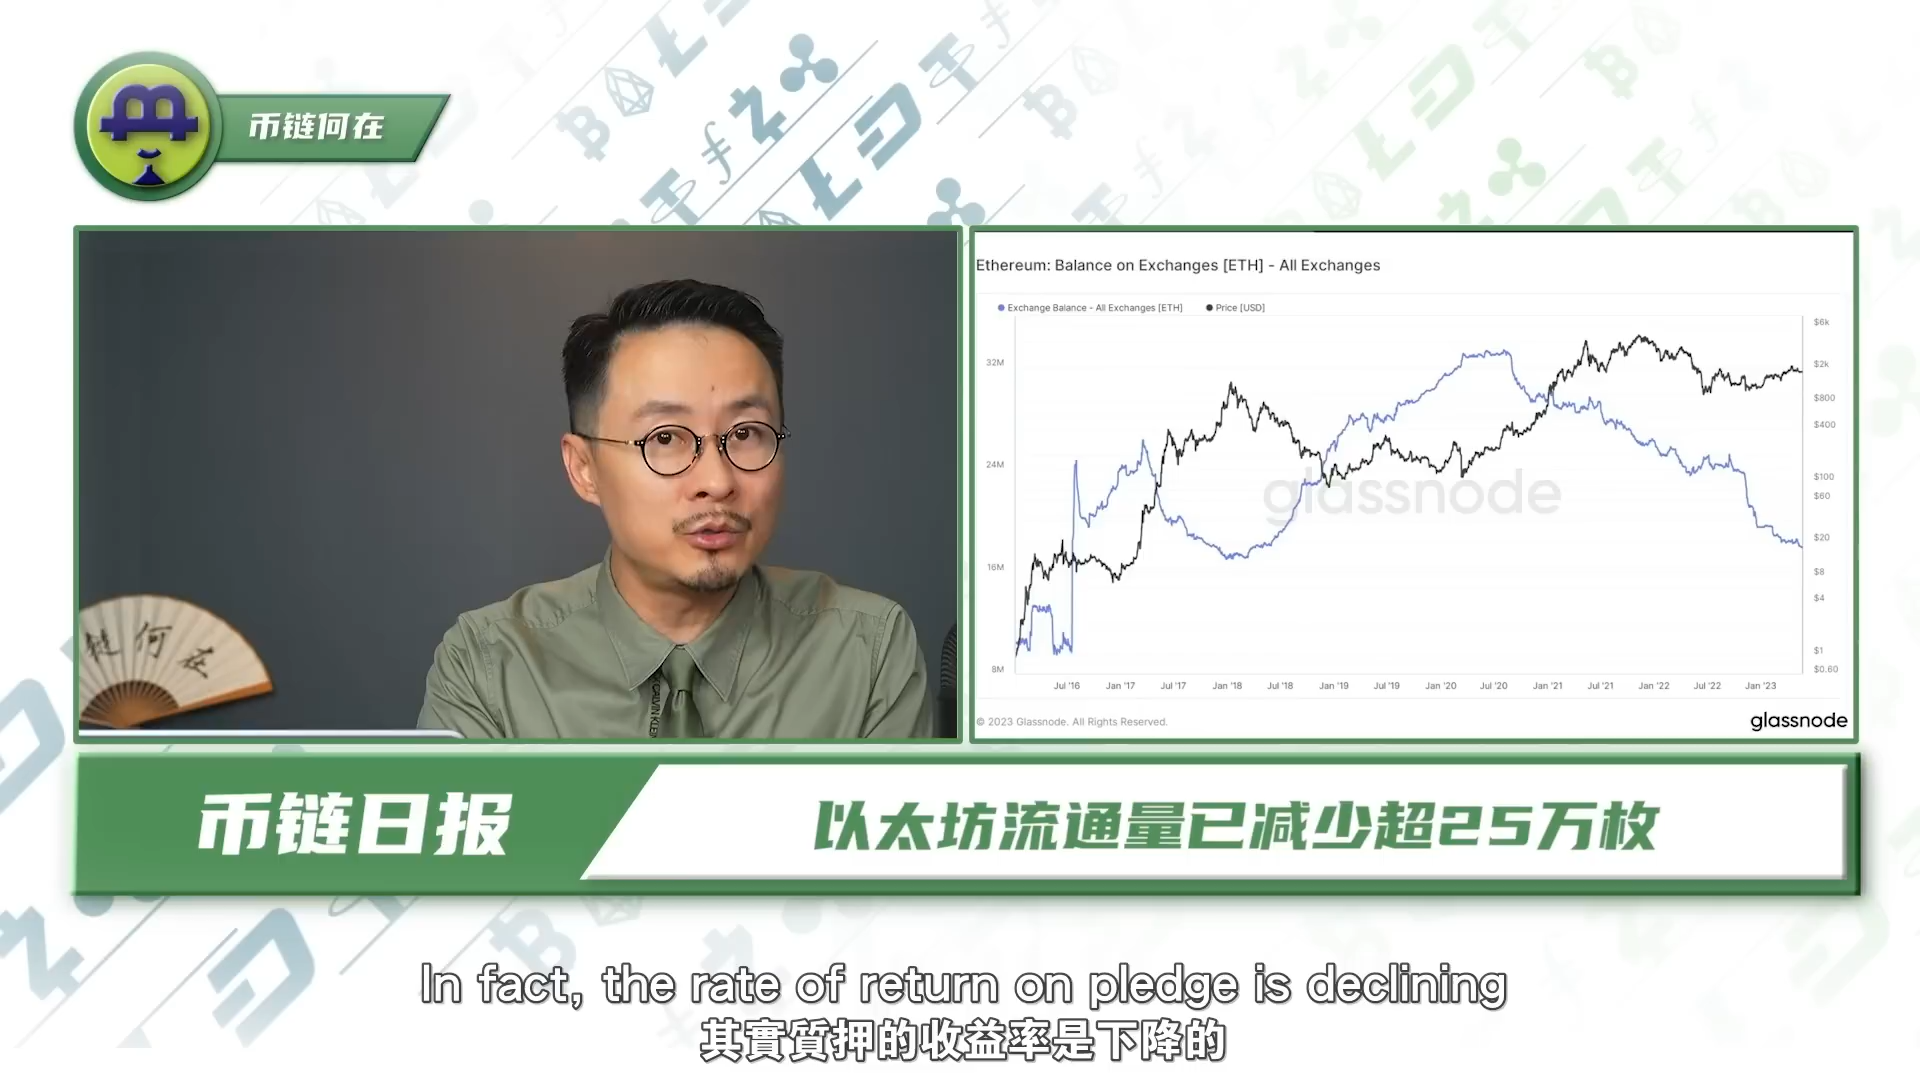 币链何在
链何在
CALVIN KLEIN
Ethereum: Balance on Exchanges [ETH] - All Exchanges
Exchange Balance - All Exchanges [ETH]
Price [USD]
32M
24M
16M
8M
$6k
$2k
$800
$400
$100
$60
$20
$8
$4
$1
$0.60
glassnode
Jul '16 Jan '17 Jul '17 Jan '18 Jul '18 Jan '19 Jul '19 Jan '20 Jul '20 Jan '21 Jul '21 Jan '22 Jul '22 Jan '23
© 2023 Glassnode. All Rights Reserved.
glassnode
币链日报
以太坊流通量已减少超25万枚
In fact, the rate of return on pledge is declining
其實質押的收益率是下降的